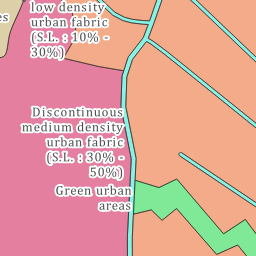 low density
urban fabric
(S.L. : 10% -
30%)
es
Discontinuous
medium density
urban fabric
(S.L. : 30% -
50%)
Green urban
areas